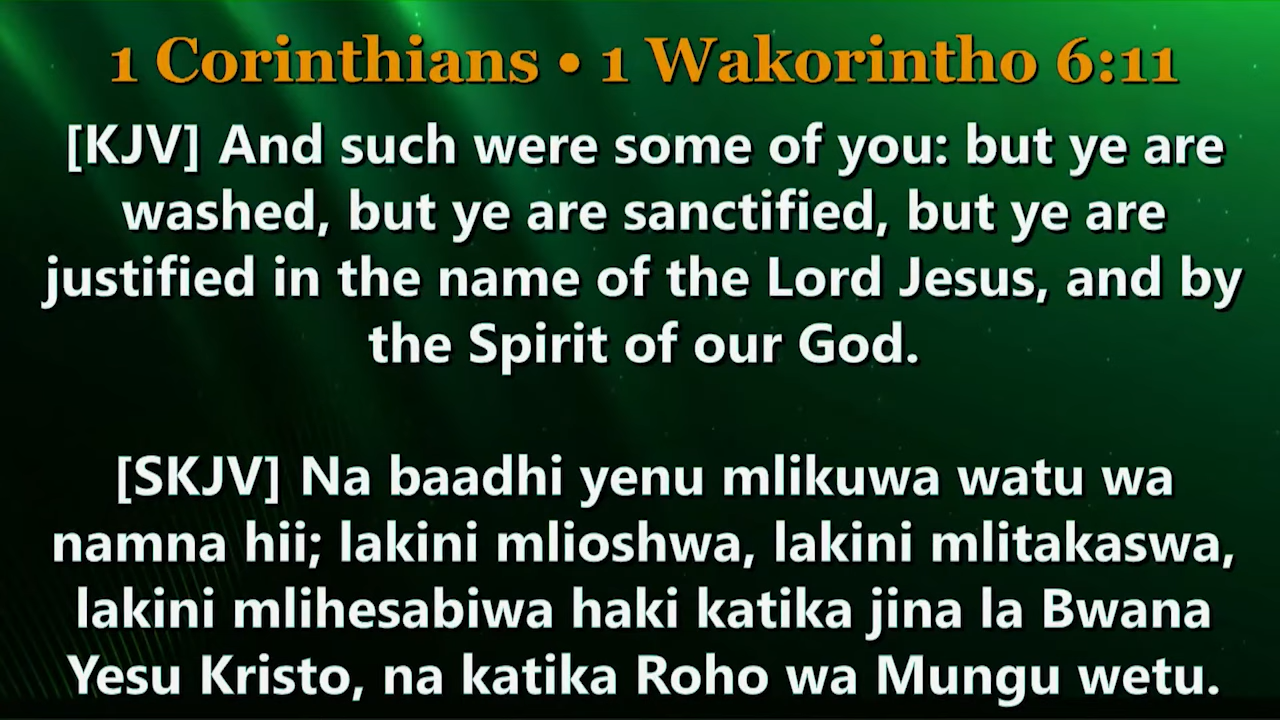 1 Corinthians • 1 Wakorintho 6:11
[KJV] And such were some of you: but ye are
washed, but ye are sanctified, but ye are
justified in the name of the Lord Jesus, and by
the Spirit of our God.
[SKJV] Na baadhi yenu mlikuwa watu wa
namna hii; lakini mlioshwa, lakini mlitakaswa,
lakini mlihesabiwa haki katika jina la Bwana
Yesu Kristo, na katika Roho wa Mungu wetu.